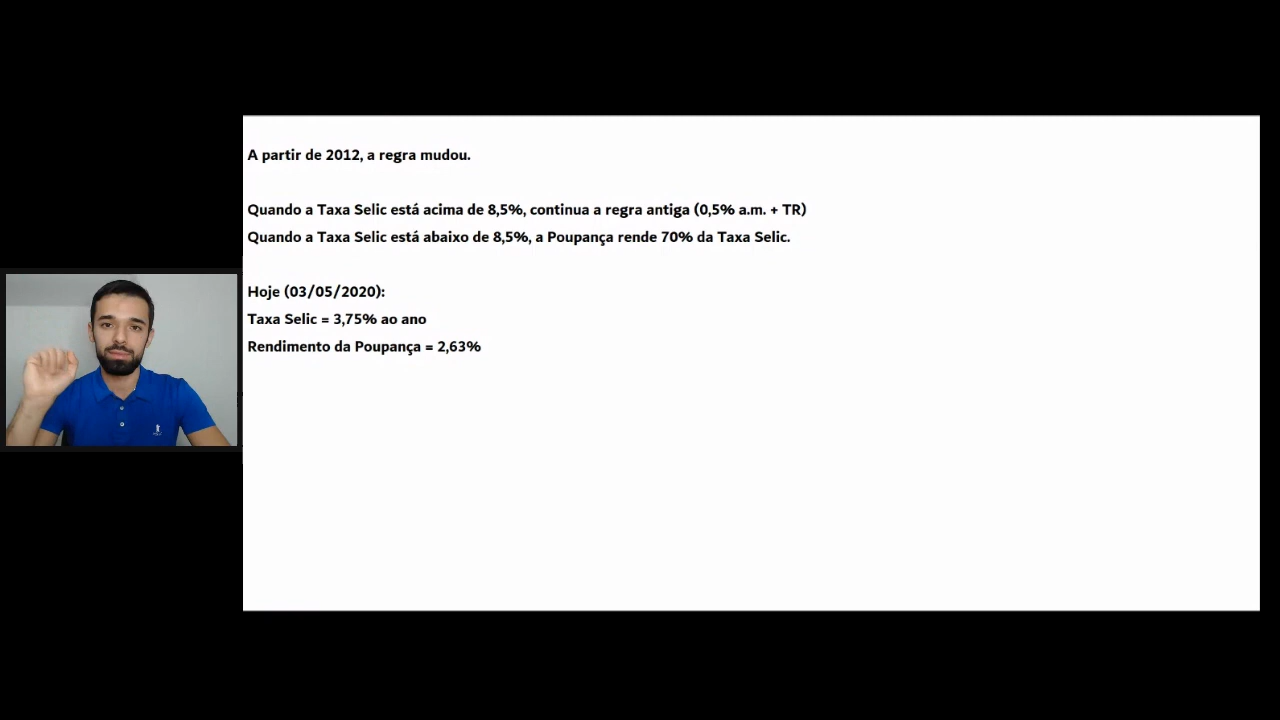 A partir de 2012, a regra mudou.
Quando a Taxa Selic está acima de 8,5%, continua a regra antiga (0,5% a.m. + TR)
Quando a Taxa Selic está abaixo de 8,5%, a Poupança rende 70% da Taxa Selic.
Hoje (03/05/2020):
Taxa Selic = 3,75% ao ano
Rendimento da Poupança = 2,63%